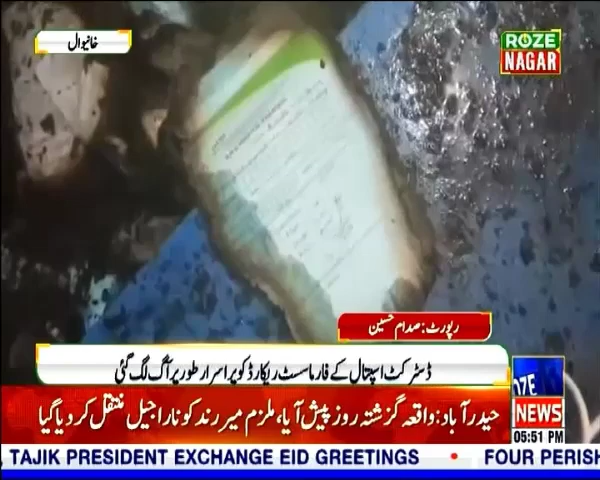 خانیوال
ROZE
NAGAR
رپورٹ: صدام حسین
ڈسٹرکٹ اسپتال کے فارماسسٹ ریکارڈ کو پراسرار طور پر آگ لگ گئی
حیدرآباد: واقعہ گزشتہ روز پیش آیا، ملزم میر رند کو نارا جیل منتقل کر دیا گیا
NEWS
05:51 PM
TAJIK PRESIDENT EXCHANGE EID GREETINGS • FOUR PERISH